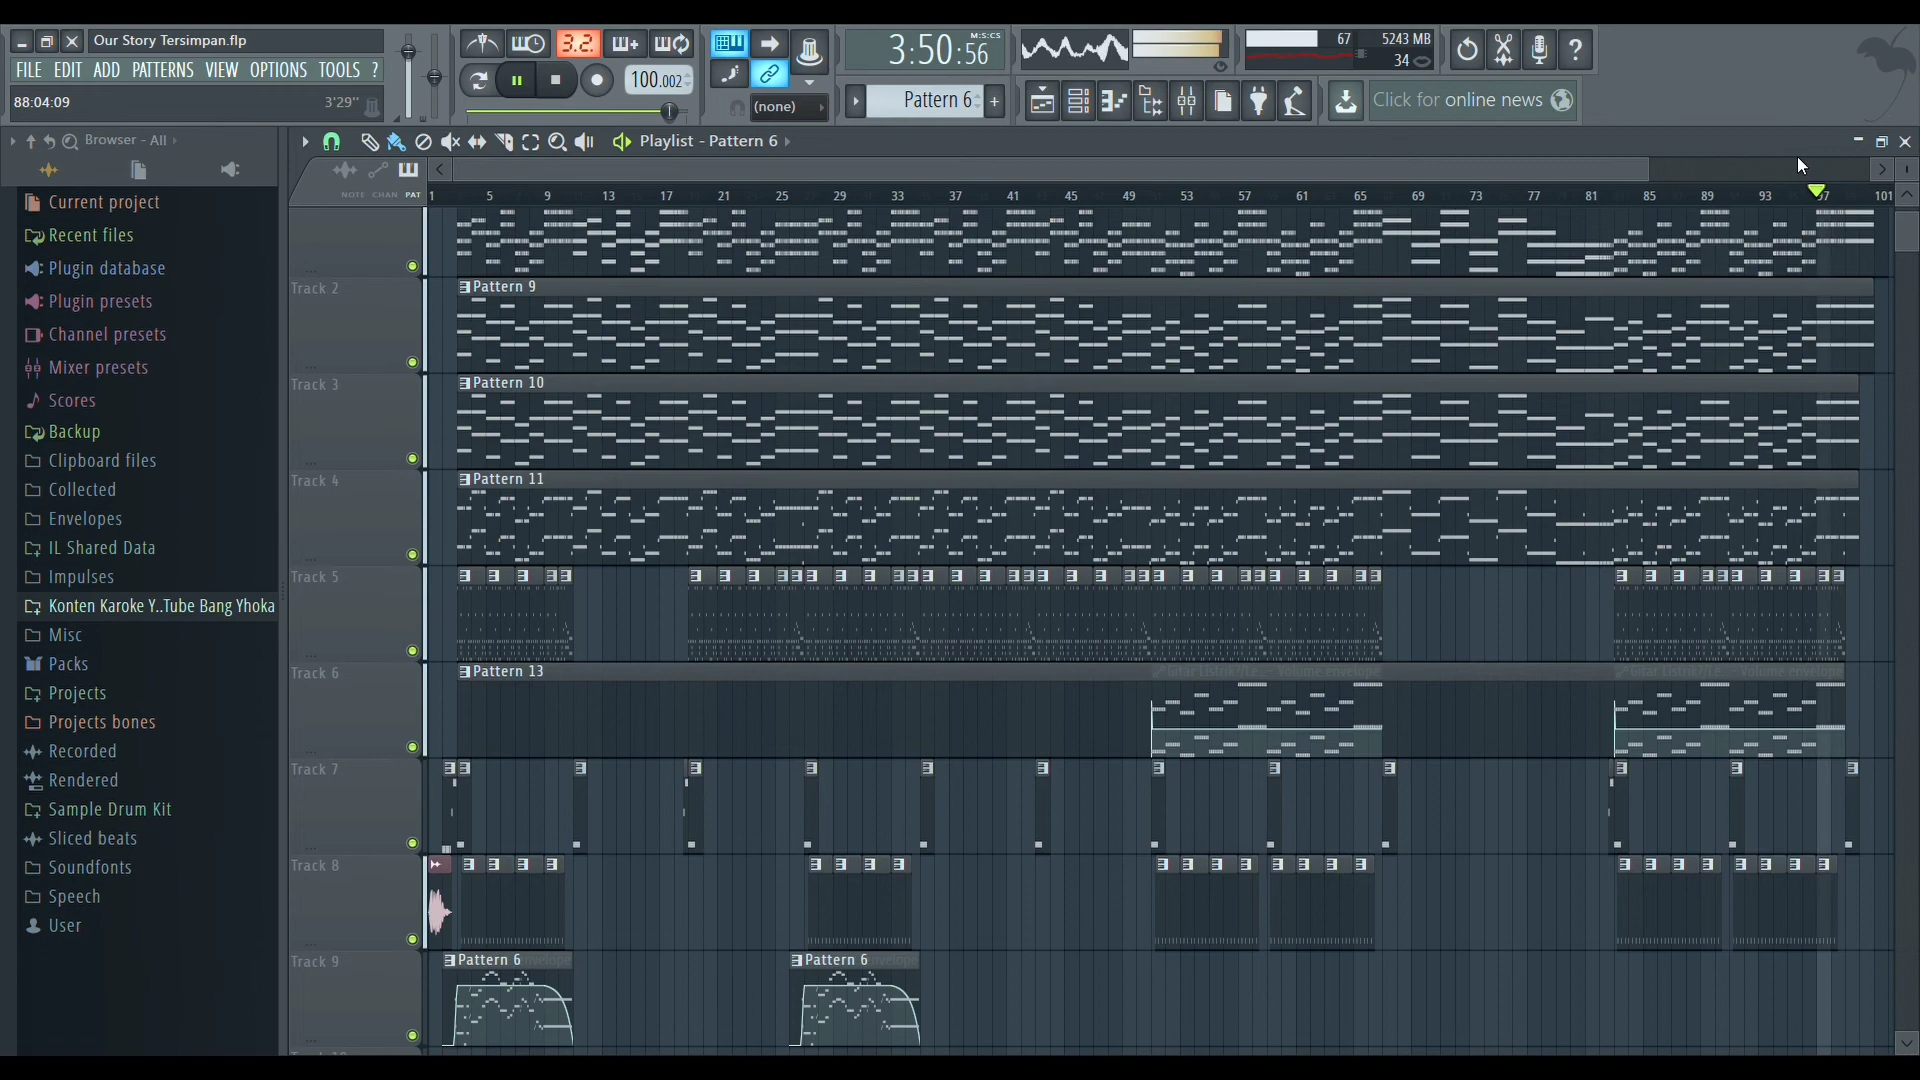 Our Story Tersimpan.flp
FILE EDIT ADD PATTERNS VIEW OPTIONS TOOLS ?
88:04:09 3'29"
3.2.
100.002
(none)
3:50:56 M:S:CS
Pattern 6 +
67 5243 MB
34
?
Click for online news
Browser - All
Playlist - Pattern 6
NOTE CHAN PAT
1 5 9 13 17 21 25 29 33 37 41 45 49 53 57 61 65 69 73 77 81 85 89 93 97 101
Current project
Recent files
Plugin database
Plugin presets
Channel presets
Mixer presets
Scores
Backup
Clipboard files
Collected
Envelopes
IL Shared Data
Impulses
Konten Karoke Y..Tube Bang Yhoka
Misc
Packs
Projects
Projects bones
Recorded
Rendered
Sample Drum Kit
Sliced beats
Soundfonts
Speech
User
Track 2 Pattern 9
Track 3 Pattern 10
Track 4 Pattern 11
Track 5
Track 6 Pattern 13 Volume envelope Volume envelope
Track 7
Track 8
Track 9 Pattern 6 Pattern 6